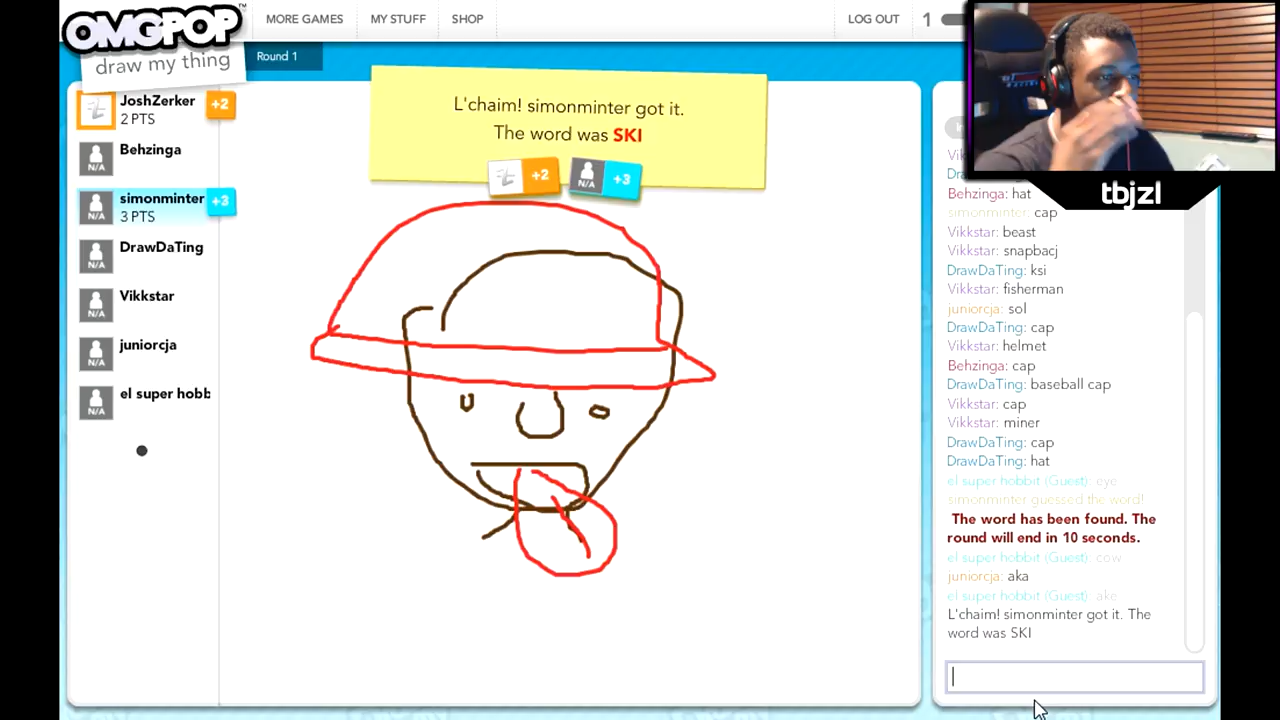 OMGPOP™
MORE GAMES
MY STUFF
SHOP
LOG OUT
1
draw my thing
Round 1
JoshZerker
2 PTS
+2
Behzinga
N/A
simonminter
3 PTS
+3
N/A
DrawDaTing
N/A
Vikkstar
N/A
juniorcja
N/A
el super hobb
N/A
L'chaim! simonminter got it.
The word was SKI
+2
N/A
+3
tbjzl
Behzinga: hat
simonminter: cap
Vikkstar: beast
Vikkstar: snapbacj
DrawDaTing: ksi
Vikkstar: fisherman
juniorcja: sol
DrawDaTing: cap
Vikkstar: helmet
Behzinga: cap
DrawDaTing: baseball cap
Vikkstar: cap
Vikkstar: miner
DrawDaTing: cap
DrawDaTing: hat
el super hobbit (Guest): eye
simonminter guessed the word!
The word has been found. The
round will end in 10 seconds.
el super hobbit (Guest): cow
juniorcja: aka
el super hobbit (Guest): ake
L'chaim! simonminter got it. The
word was SKI